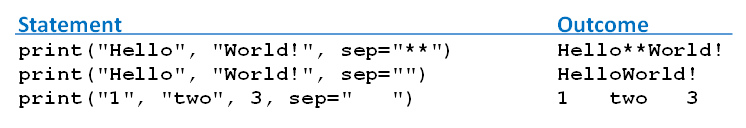 Statement Outcome
print("Hello", "World!", sep="**") Hello**World!
print("Hello", "World!", sep="") HelloWorld!
print("1", "two", 3, sep="   ") 1   two   3